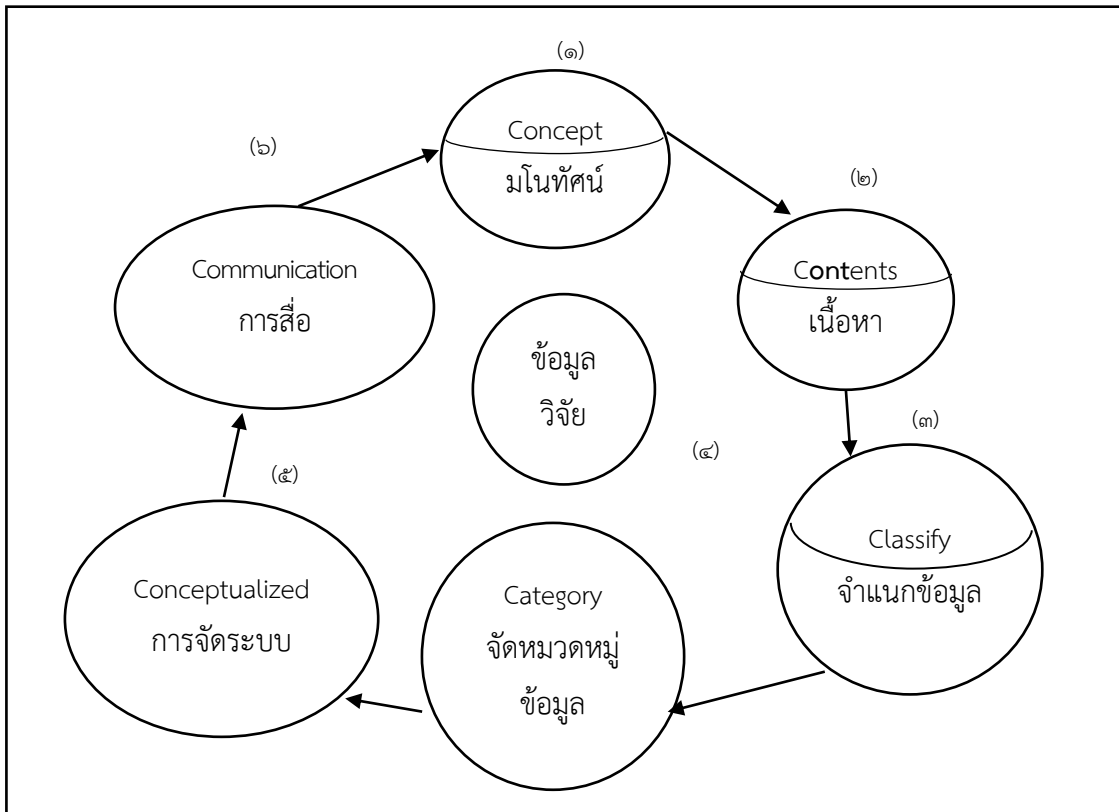 (๑)
Concept
มโนทัศน์
(๒)
Contents
เนื้อหา
(๓)
Classify
จำแนกข้อมูล
(๔)
Category
จัดหมวดหมู่
ข้อมูล
(๕)
Conceptualized
การจัดระบบ
(๖)
Communication
การสื่อ
ข้อมูล
วิจัย